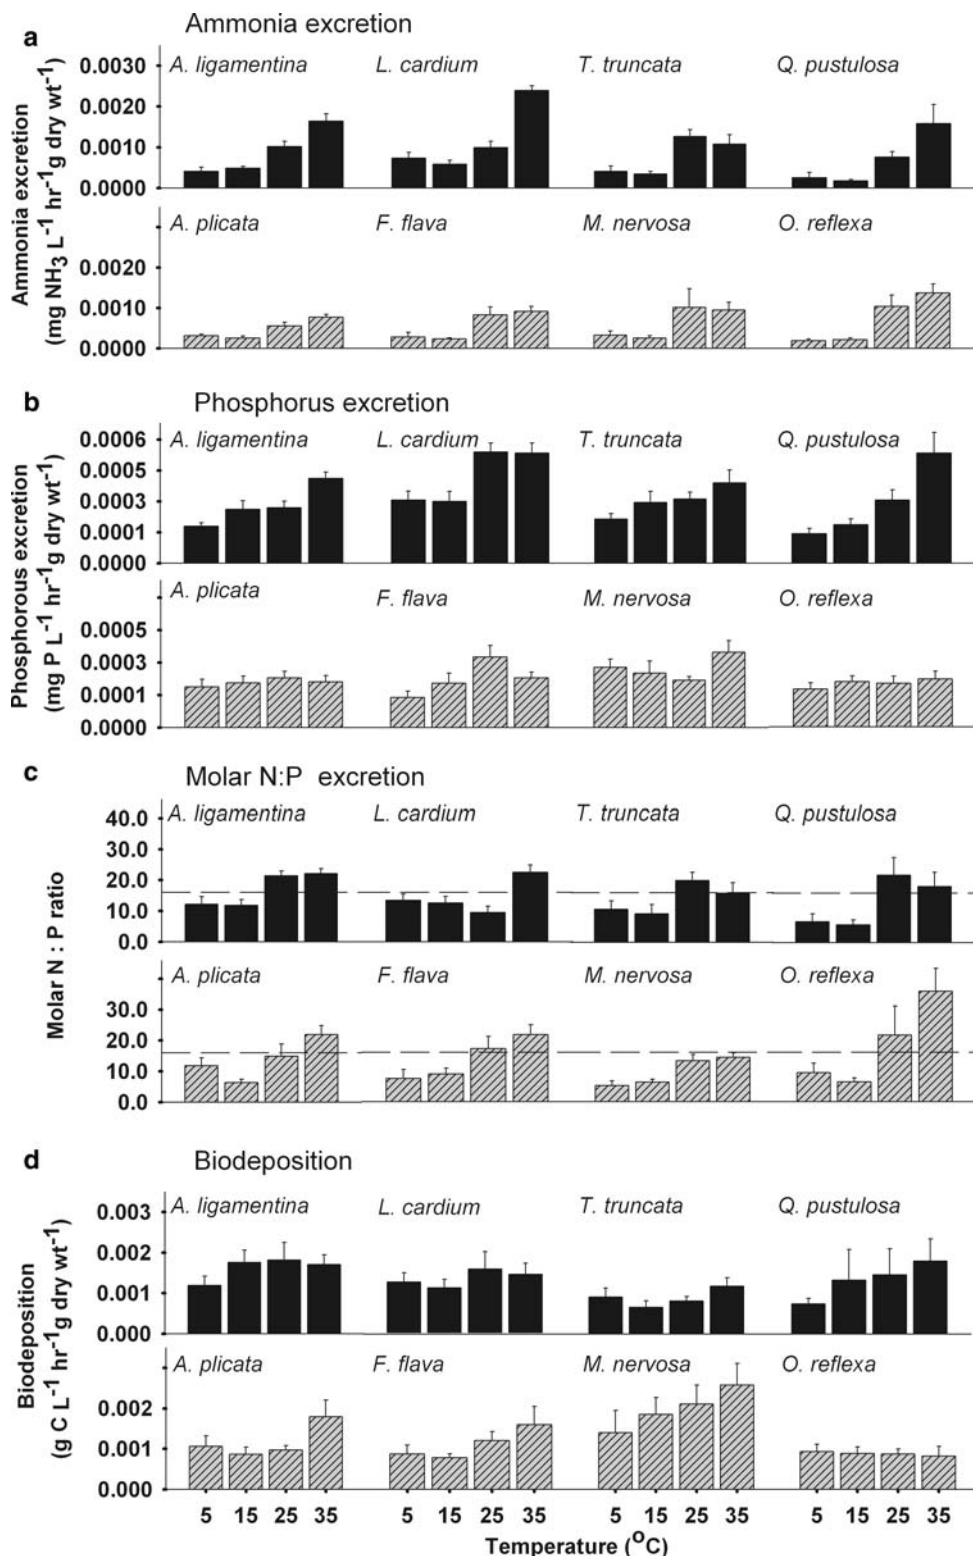 a
Ammonia excretion
Ammonia excretion
(mg NH3 L-1 hr-1g dry wt-1)
A. ligamentina L. cardium T. truncata Q. pustulosa
0.0030
0.0020
0.0010
0.0000
A. plicata F. flava M. nervosa O. reflexa
0.0020
0.0010
0.0000
b
Phosphorus excretion
Phosphorous excretion
(mg P L-1 hr-1g dry wt-1)
A. ligamentina L. cardium T. truncata Q. pustulosa
0.0006
0.0005
0.0003
0.0001
0.0000
A. plicata F. flava M. nervosa O. reflexa
0.0005
0.0003
0.0001
0.0000
c
Molar N:P excretion
Molar N : P ratio
A. ligamentina L. cardium T. truncata Q. pustulosa
40.0
30.0
20.0
10.0
0.0
A. plicata F. flava M. nervosa O. reflexa
30.0
20.0
10.0
0.0
d
Biodeposition
Biodeposition
(g C L-1 hr-1g dry wt-1)
A. ligamentina L. cardium T. truncata Q. pustulosa
0.003
0.002
0.001
0.000
A. plicata F. flava M. nervosa O. reflexa
0.002
0.001
0.000
5 15 25 35 5 15 25 35 5 15 25 35 5 15 25 35
Temperature (oC)